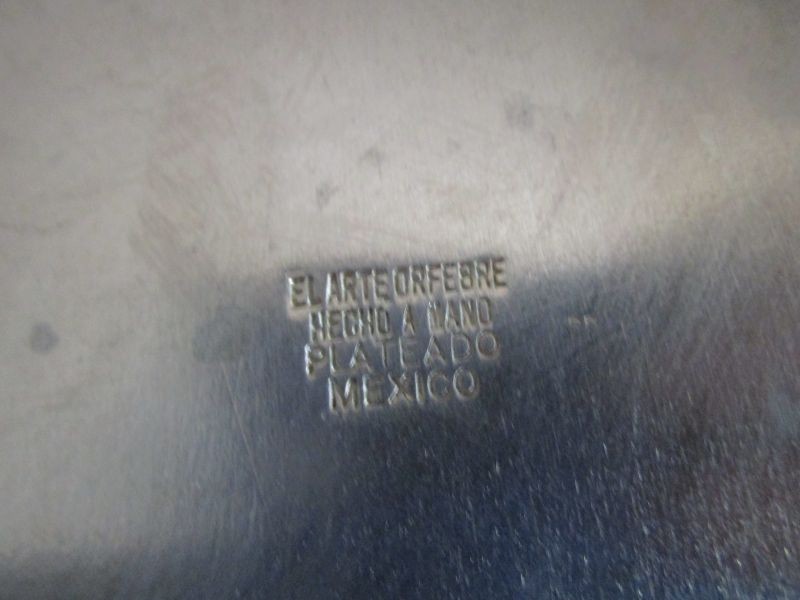 EL ARTE ORFEBRE
HECHO A MANO
PLATEADO
MEXICO